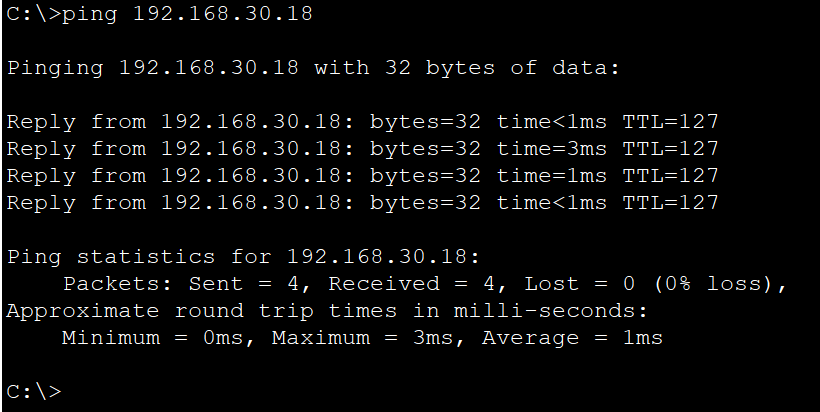 C:\>ping 192.168.30.18
Pinging 192.168.30.18 with 32 bytes of data:
Reply from 192.168.30.18: bytes=32 time<1ms TTL=127
Reply from 192.168.30.18: bytes=32 time=3ms TTL=127
Reply from 192.168.30.18: bytes=32 time=1ms TTL=127
Reply from 192.168.30.18: bytes=32 time<1ms TTL=127
Ping statistics for 192.168.30.18:
    Packets: Sent = 4, Received = 4, Lost = 0 (0% loss),
Approximate round trip times in milli-seconds:
    Minimum = 0ms, Maximum = 3ms, Average = 1ms
C:\>